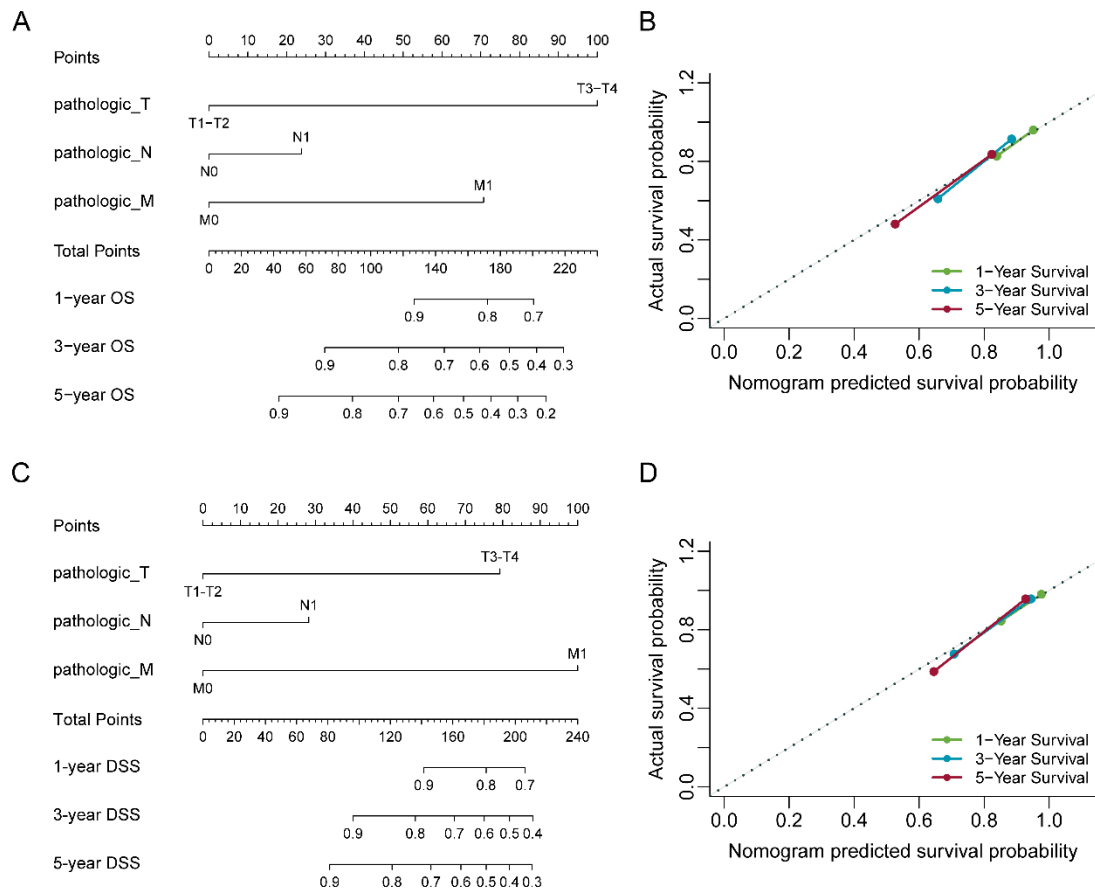 A
Points
0 10 20 30 40 50 60 70 80 90 100
pathologic_T
T1−T2
T3−T4
pathologic_N
N0
N1
pathologic_M
M0
M1
Total Points
0 20 40 60 80 100 140 180 220
1−year OS
0.9 0.8 0.7
3−year OS
0.9 0.8 0.7 0.6 0.5 0.4 0.3
5−year OS
0.9 0.8 0.7 0.6 0.5 0.4 0.3 0.2
B
Actual survival probability
0.0 0.4 0.8 1.2
1−Year Survival
3−Year Survival
5−Year Survival
0.0 0.2 0.4 0.6 0.8 1.0
Nomogram predicted survival probability
C
Points
0 10 20 30 40 50 60 70 80 90 100
pathologic_T
T1-T2
T3-T4
pathologic_N
N0
N1
pathologic_M
M0
M1
Total Points
0 20 40 60 80 120 160 200 240
1−year DSS
0.9 0.8 0.7
3−year DSS
0.9 0.8 0.7 0.6 0.5 0.4
5−year DSS
0.9 0.8 0.7 0.6 0.5 0.4 0.3
D
Actual survival probability
0.0 0.4 0.8 1.2
1−Year Survival
3−Year Survival
5−Year Survival
0.0 0.2 0.4 0.6 0.8 1.0
Nomogram predicted survival probability